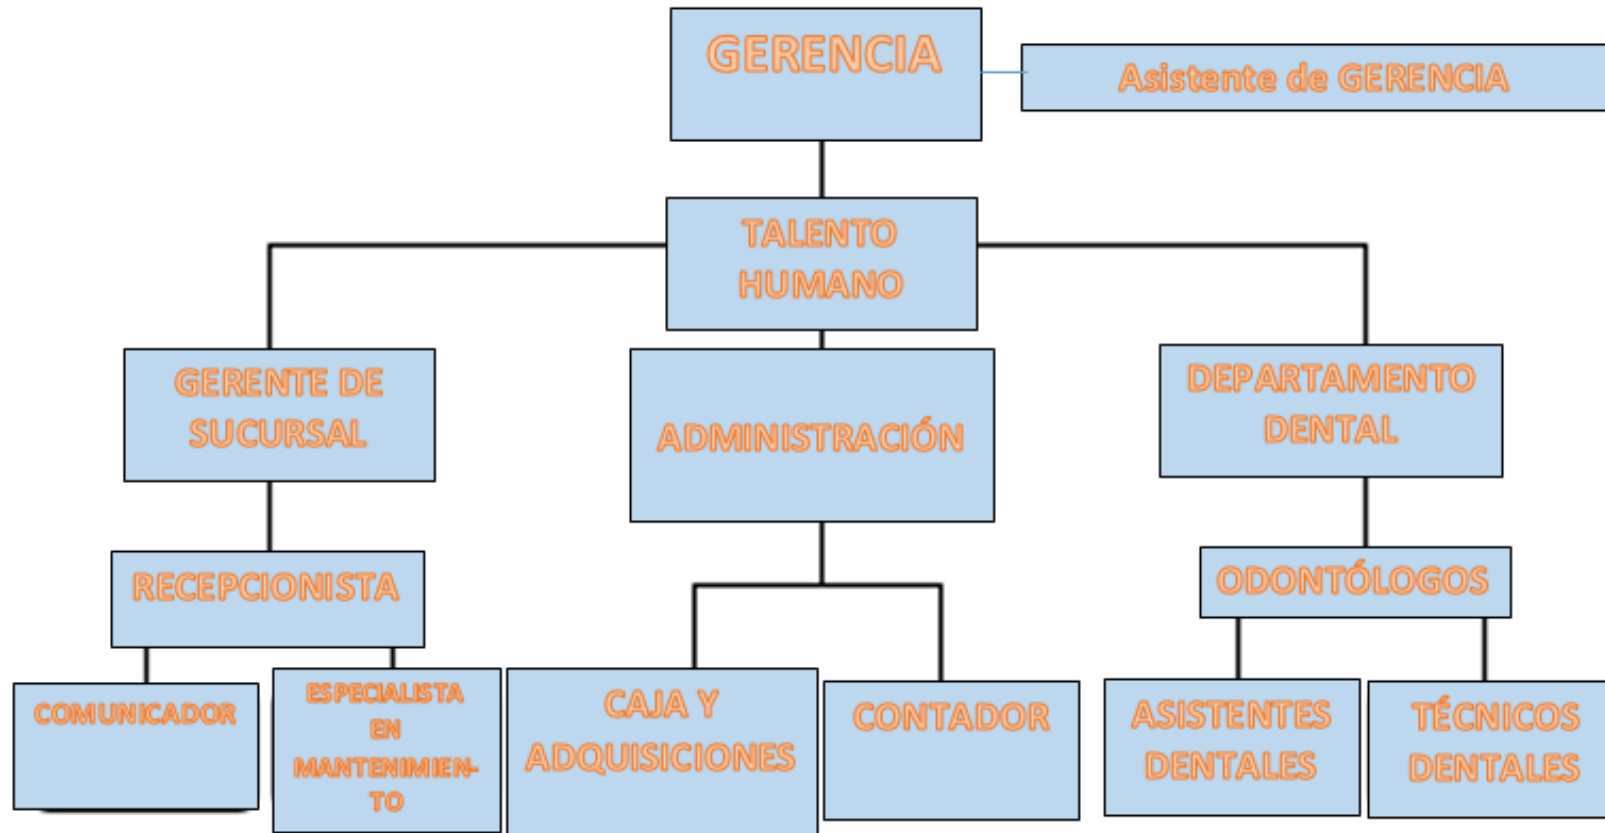 GERENCIA
Asistente de GERENCIA
TALENTO
HUMANO
GERENTE DE
SUCURSAL
ADMINISTRACIÓN
DEPARTAMENTO
DENTAL
RECEPCIONISTA
ODONTÓLOGOS
COMUNICADOR
ESPECIALISTA
EN
MANTENIMIEN-
TO
CAJA Y
ADQUISICIONES
CONTADOR
ASISTENTES
DENTALES
TÉCNICOS
DENTALES